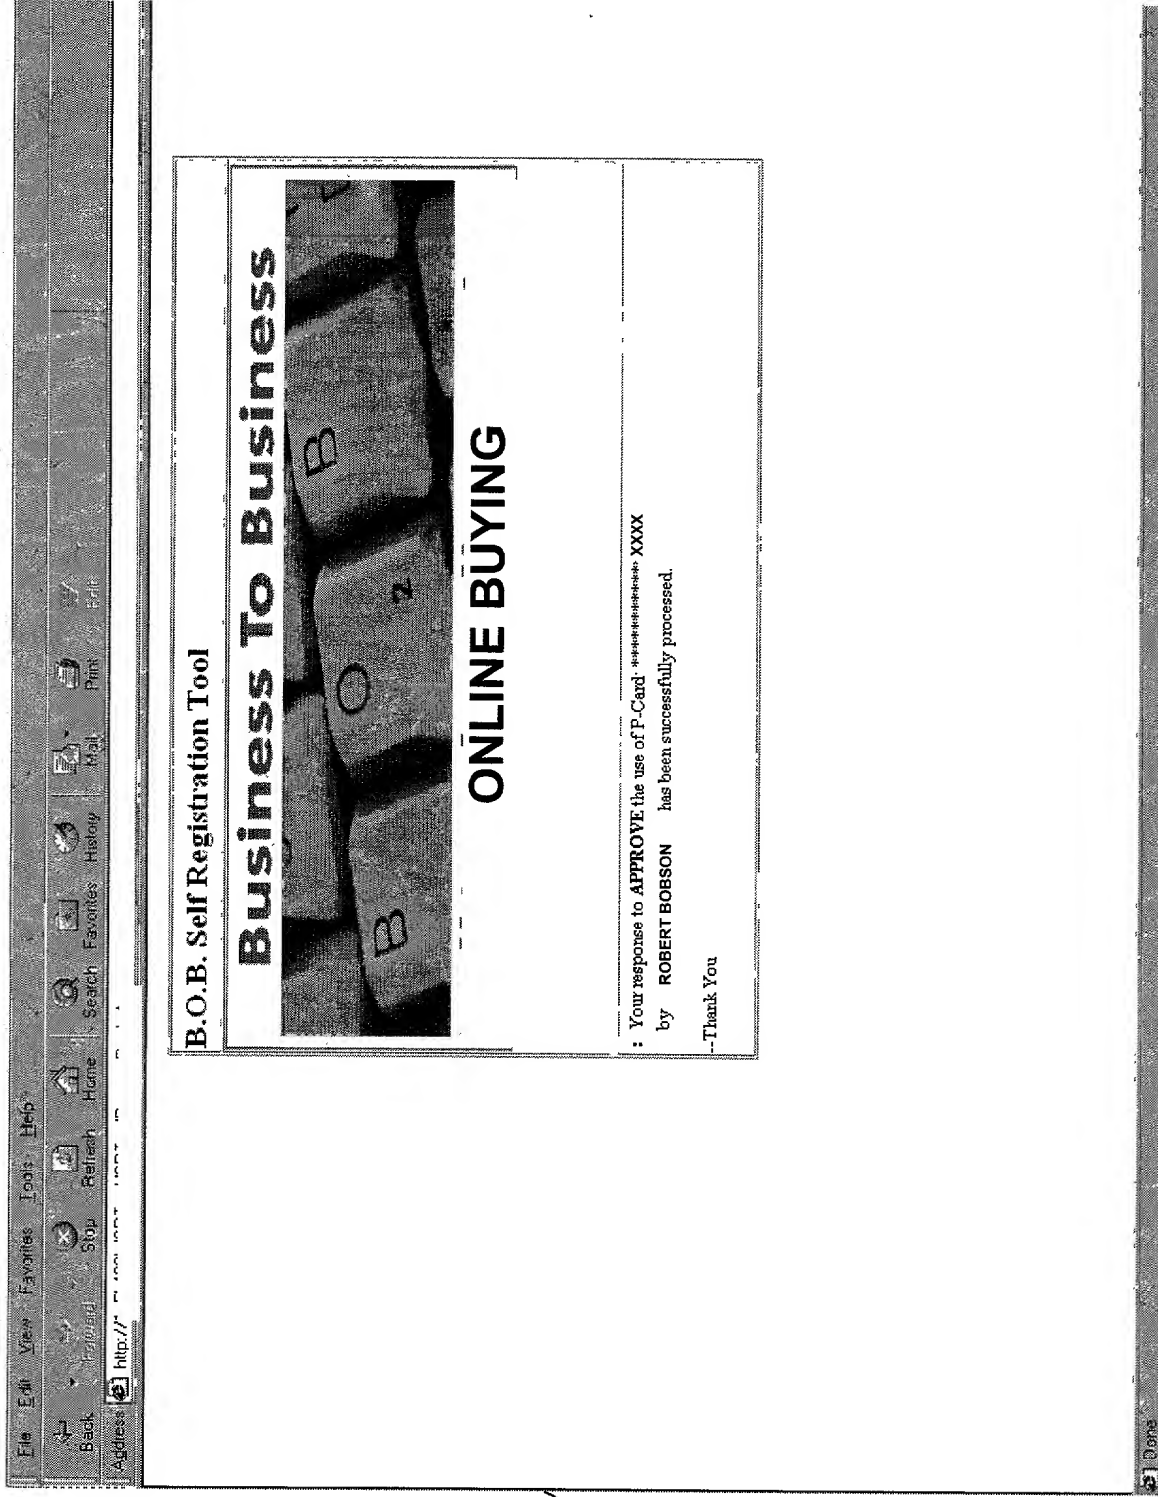 File Edit View Favorites Tools Help
Back Forward Stop Refresh Home Search Favorites History Mail Print Edit
Address http://
B.O.B. Self Registration Tool
Business To Business
B O 2 B
ONLINE BUYING
: Your response to APPROVE the use of P-Card ************ XXXX
by ROBERT BOBSON has been successfully processed.
--Thank You
Done